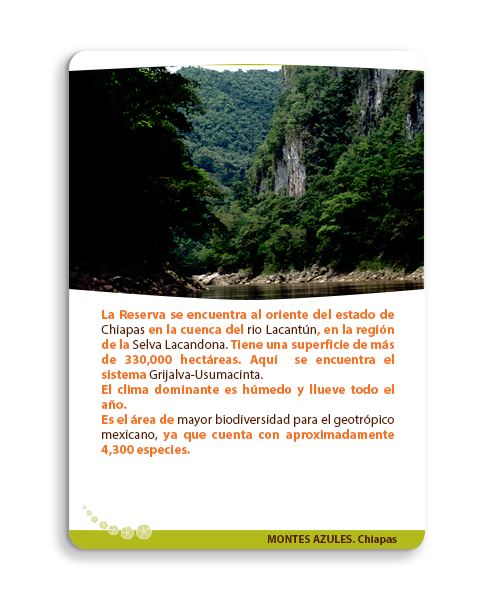 La Reserva se encuentra al oriente del estado de
Chiapas en la cuenca del rio Lacantún, en la región
de la Selva Lacandona. Tiene una superficie de más
de 330,000 hectáreas. Aquí se encuentra el
sistema Grijalva-Usumacinta.
El clima dominante es húmedo y llueve todo el
año.
Es el área de mayor biodiversidad para el geotrópico
mexicano, ya que cuenta con aproximadamente
4,300 especies.
MONTES AZULES. Chiapas